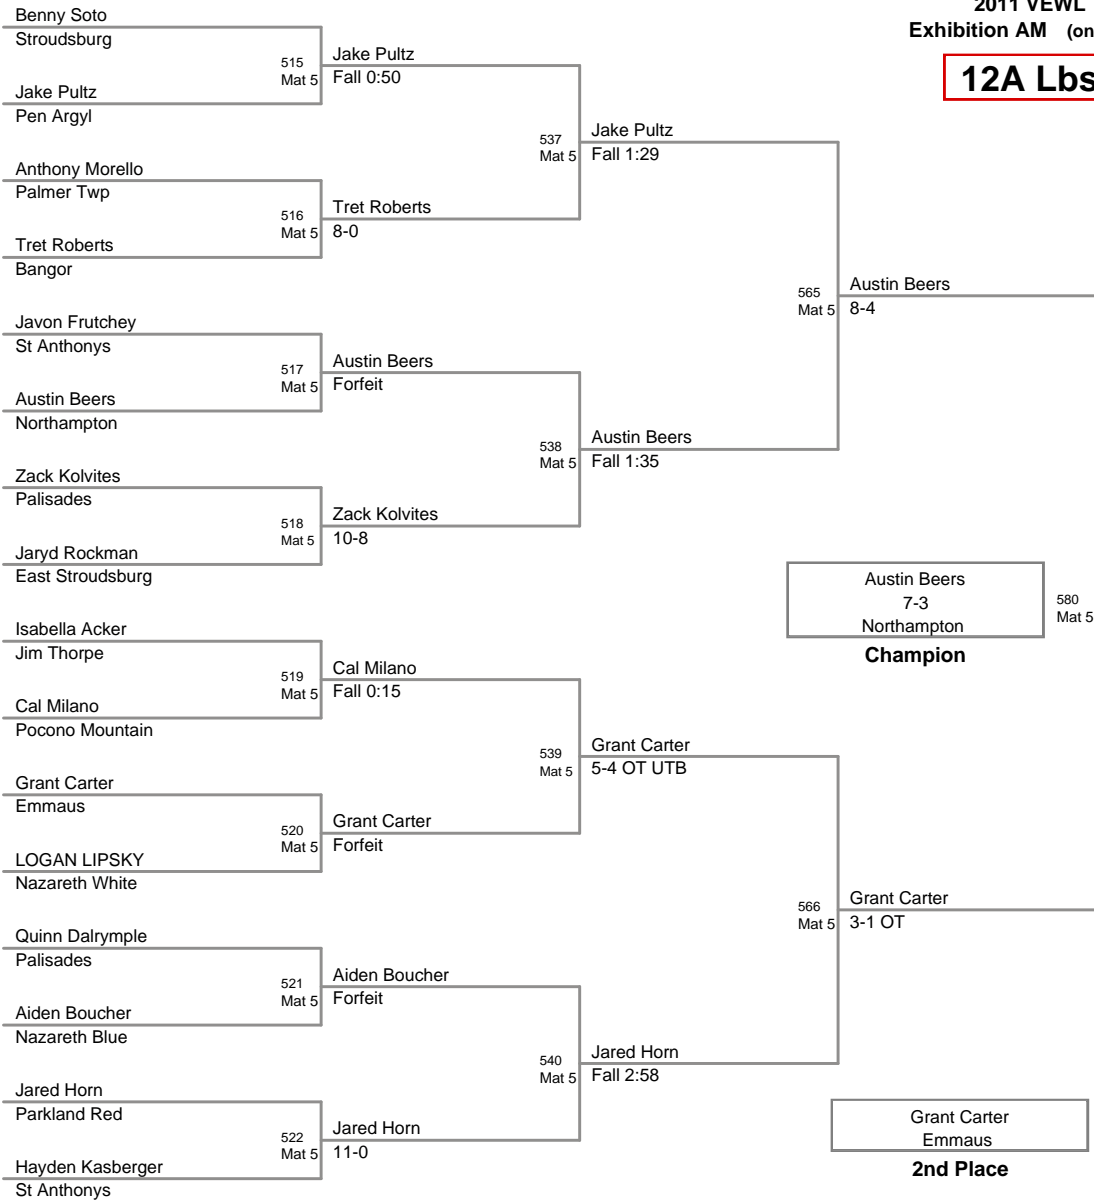 2011 VEWL
Exhibition AM (on
12A Lbs
Benny Soto
Stroudsburg
515
Mat 5
Jake Pultz
Fall 0:50
Jake Pultz
Pen Argyl
537
Mat 5
Jake Pultz
Fall 1:29
Anthony Morello
Palmer Twp
516
Mat 5
Tret Roberts
8-0
Tret Roberts
Bangor
565
Mat 5
Austin Beers
8-4
Javon Frutchey
St Anthonys
517
Mat 5
Austin Beers
Forfeit
Austin Beers
Northampton
538
Mat 5
Austin Beers
Fall 1:35
Zack Kolvites
Palisades
518
Mat 5
Zack Kolvites
10-8
Jaryd Rockman
East Stroudsburg
Austin Beers
7-3
Northampton
580
Mat 5
Champion
Isabella Acker
Jim Thorpe
519
Mat 5
Cal Milano
Fall 0:15
Cal Milano
Pocono Mountain
539
Mat 5
Grant Carter
5-4 OT UTB
Grant Carter
Emmaus
520
Mat 5
Grant Carter
Forfeit
LOGAN LIPSKY
Nazareth White
566
Mat 5
Grant Carter
3-1 OT
Quinn Dalrymple
Palisades
521
Mat 5
Aiden Boucher
Forfeit
Aiden Boucher
Nazareth Blue
540
Mat 5
Jared Horn
Fall 2:58
Jared Horn
Parkland Red
522
Mat 5
Jared Horn
11-0
Hayden Kasberger
St Anthonys
Grant Carter
Emmaus
2nd Place